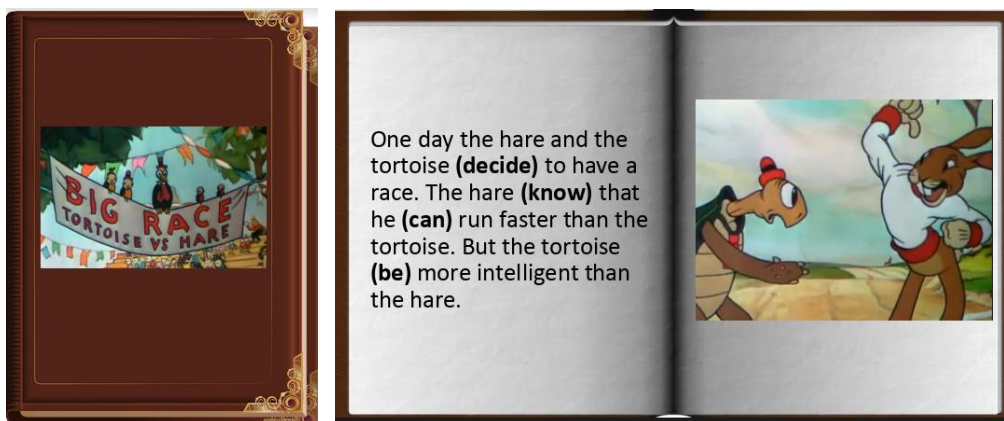 BIG RACE
TORTOISE VS HARE
One day the hare and the
tortoise (decide) to have a
race. The hare (know) that
he (can) run faster than the
tortoise. But the tortoise
(be) more intelligent than
the hare.